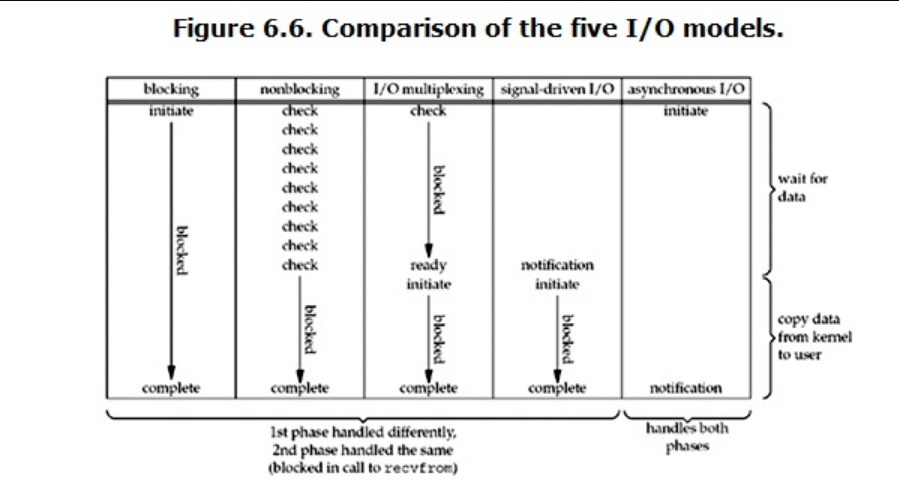 Figure 6.6. Comparison of the five I/O models.
blocking nonblocking I/O multiplexing signal-driven I/O asynchronous I/O
initiate check check initiate
check
check
check
check
check
check
check
check ready notification
initiate initiate
blocked
blocked
blocked
blocked
blocked
complete complete complete complete notification
wait for
data
copy data
from kernel
to user
1st phase handled differently,
2nd phase handled the same
(blocked in call to recvfrom)
handles both
phases